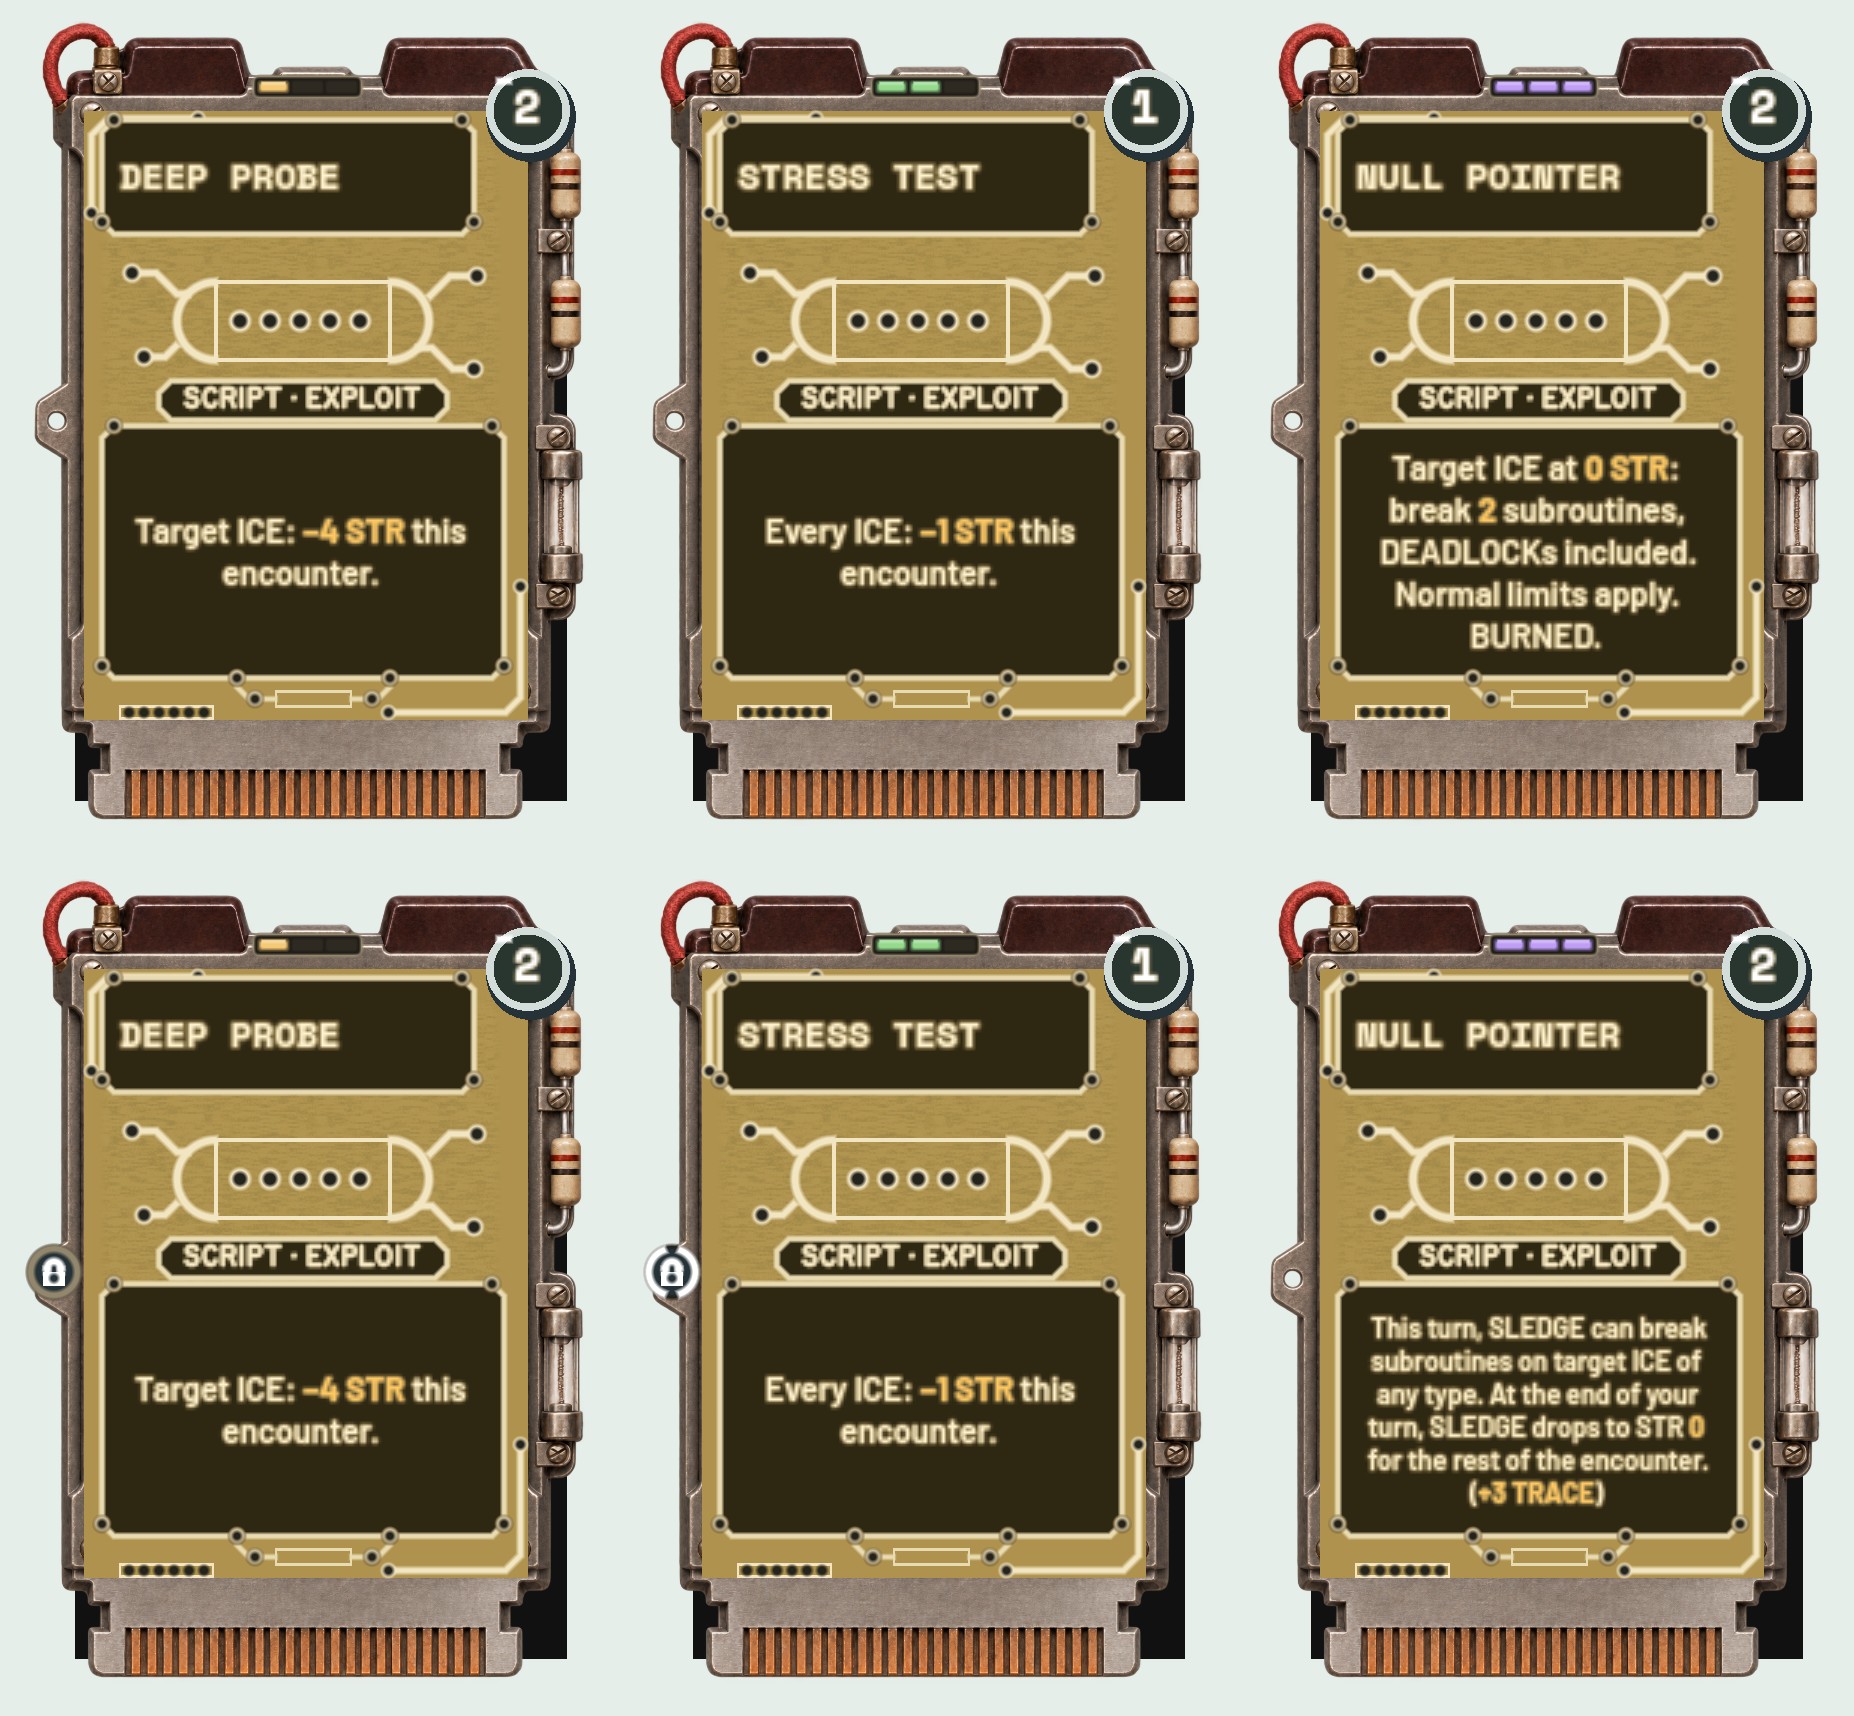 2
DEEP PROBE
SCRIPT · EXPLOIT
Target ICE: –4 STR this
encounter.
1
STRESS TEST
SCRIPT · EXPLOIT
Every ICE: –1 STR this
encounter.
2
NULL POINTER
SCRIPT · EXPLOIT
Target ICE at 0 STR:
break 2 subroutines,
DEADLOCKs included.
Normal limits apply.
BURNED.
2
DEEP PROBE
SCRIPT · EXPLOIT
Target ICE: –4 STR this
encounter.
1
STRESS TEST
SCRIPT · EXPLOIT
Every ICE: –1 STR this
encounter.
2
NULL POINTER
SCRIPT · EXPLOIT
This turn, SLEDGE can break
subroutines on target ICE of
any type. At the end of your
turn, SLEDGE drops to STR 0
for the rest of the encounter.
(+3 TRACE)